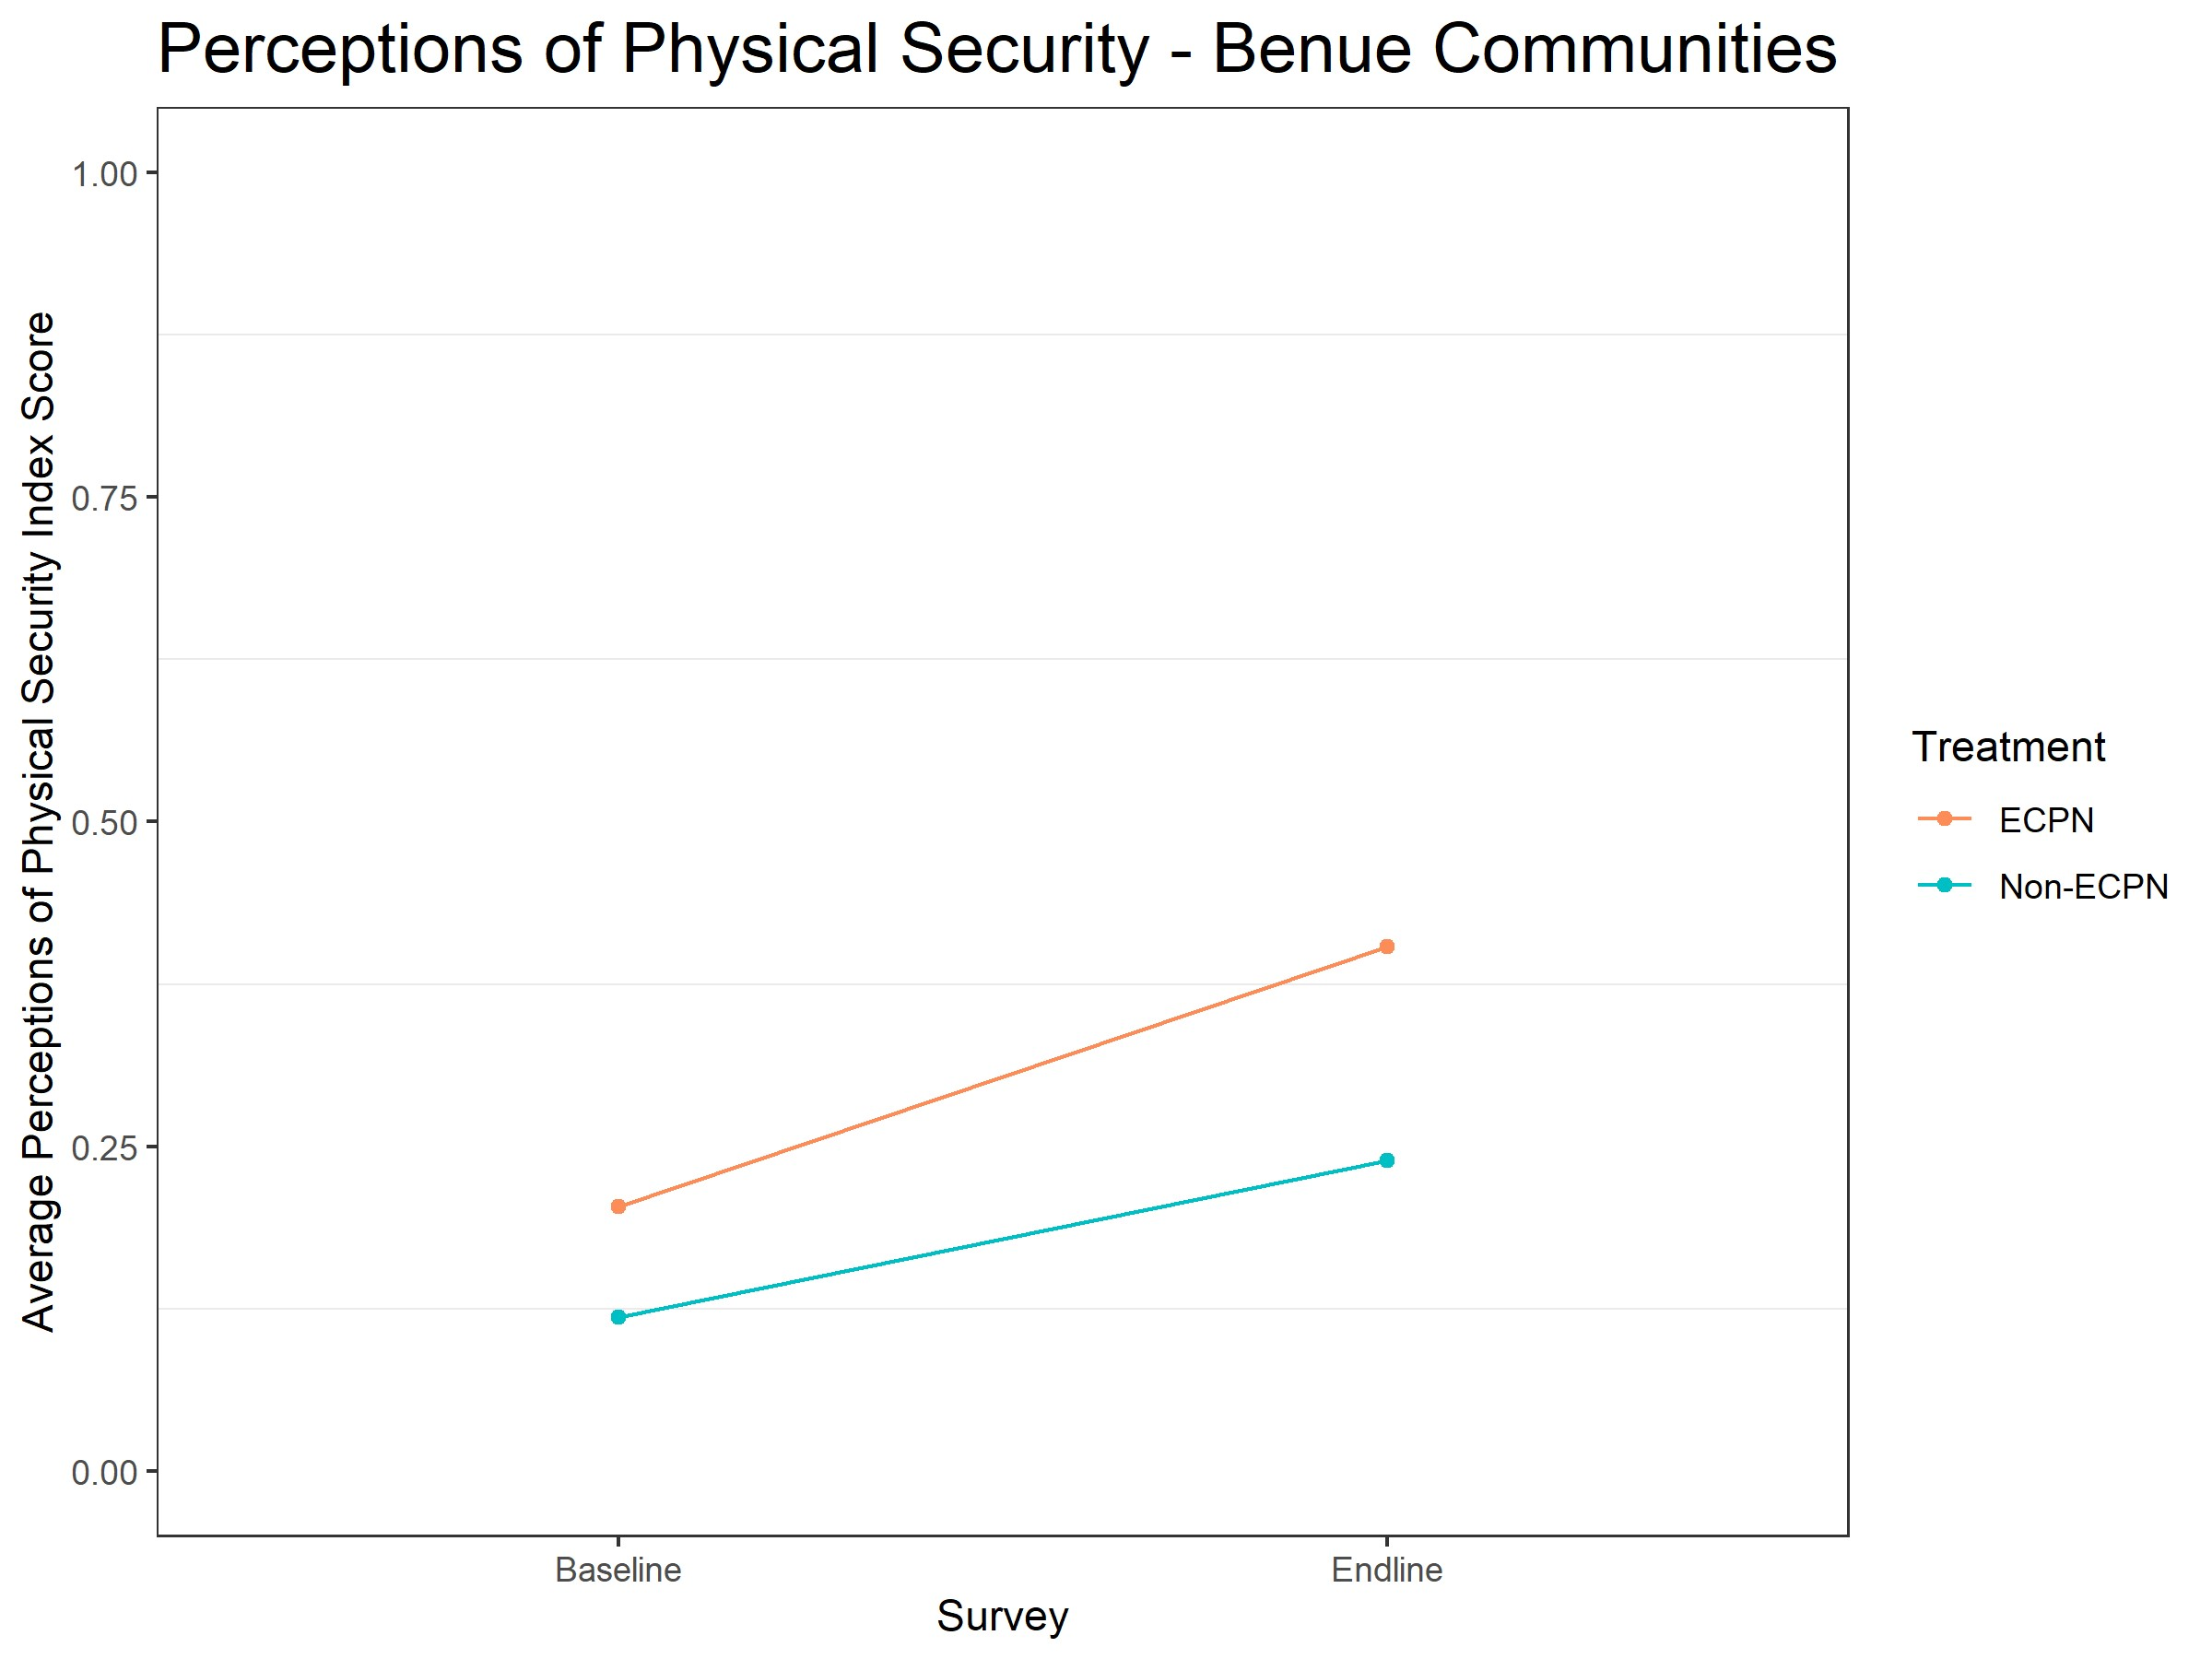 Perceptions of Physical Security - Benue Communities
Average Perceptions of Physical Security Index Score
1.00
0.75
0.50
0.25
0.00
Baseline
Endline
Survey
Treatment
ECPN
Non-ECPN